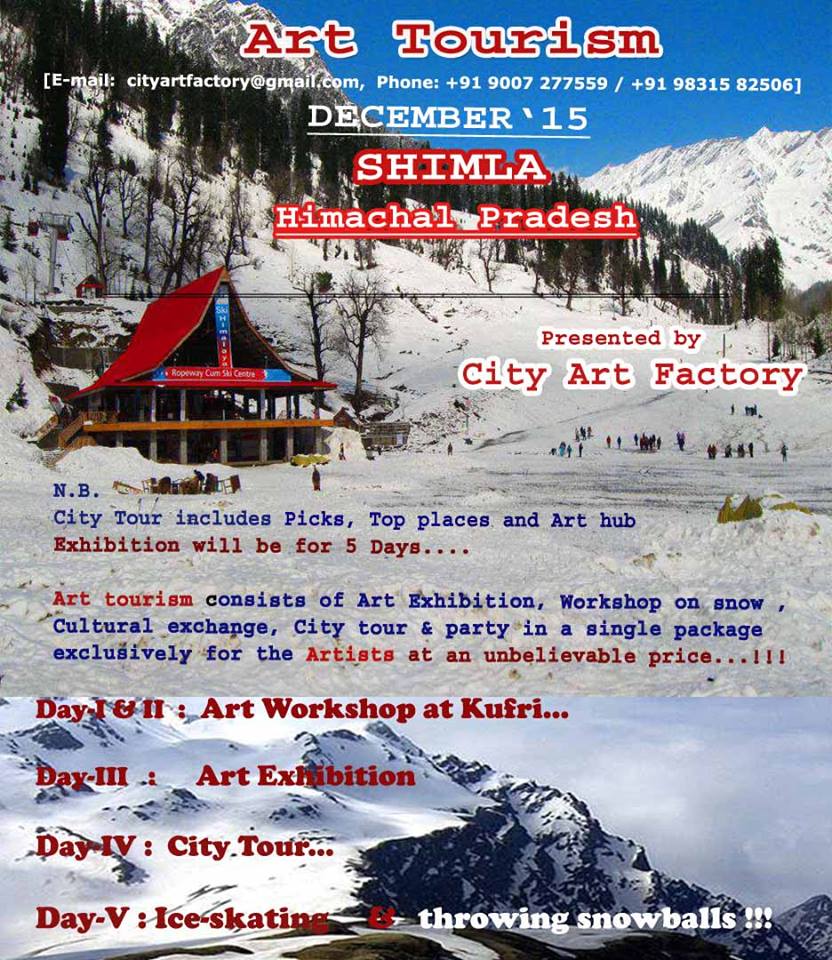 Art Tourism
[E-mail: cityartfactory@gmail.com, Phone: +91 9007 277559 / +91 98315 82506]
DECEMBER '15
SHIMLA
Himachal Pradesh
Ski Himalaya
Ropeway Cum Ski Centre
Presented by
City Art Factory
N.B.
City Tour includes Picks, Top places and Art hub
Exhibition will be for 5 Days....
Art tourism consists of Art Exhibition, Workshop on snow ,
Cultural exchange, City tour & party in a single package
exclusively for the Artists at an unbelievable price...!!!
Day-I & II : Art Workshop at Kufri...
Day-III : Art Exhibition
Day-IV : City Tour...
Day-V : Ice-skating & throwing snowballs !!!